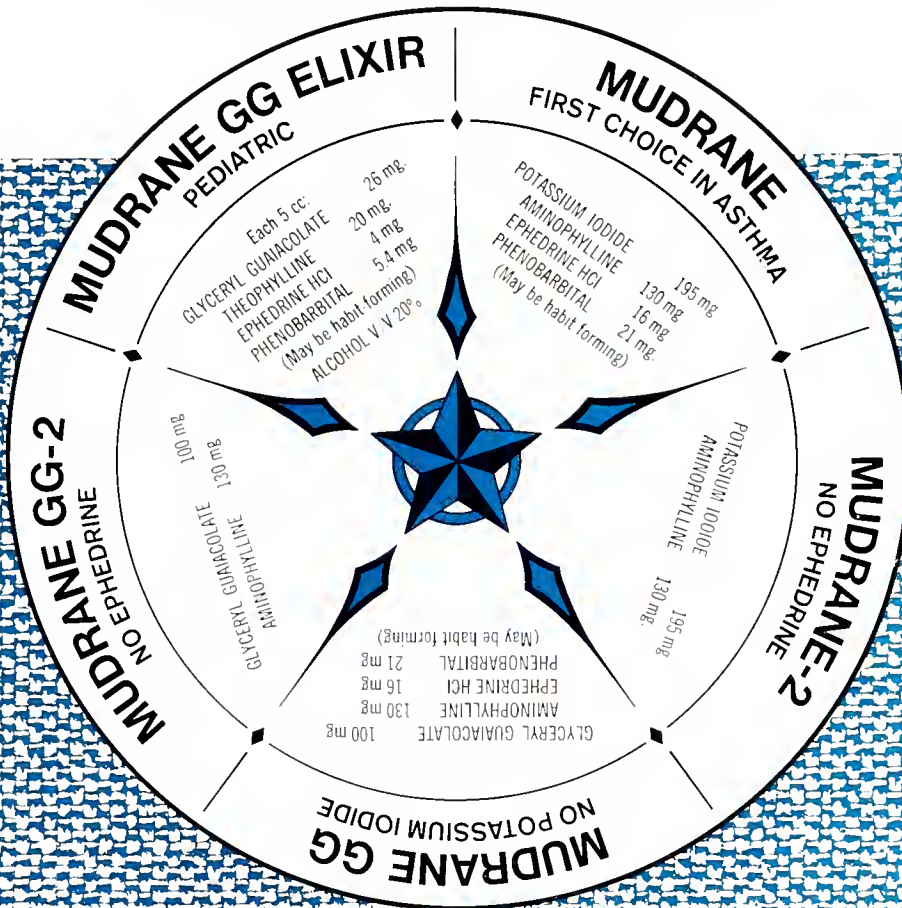 MUDRANE GG ELIXIR
PEDIATRIC
Each 5 cc:
GLYCERYL GUAIACOLATE 26 mg.
THEOPHYLLINE 20 mg.
EPHEDRINE HCl 4 mg
PHENOBARBITAL 5.4 mg
(May be habit forming)
ALCOHOL V. V 20%
MUDRANE
FIRST CHOICE IN ASTHMA
POTASSIUM IODIDE 195 mg
AMINOPHYLLINE 130 mg
EPHEDRINE HCl 16 mg
PHENOBARBITAL 21 mg.
(May be habit forming)
MUDRANE-2
NO EPHEDRINE
POTASSIUM IODIDE 195 mg
AMINOPHYLLINE 130 mg.
MUDRANE GG
NO POTASSIUM IODIDE
GLYCERYL GUAIACOLATE 100 mg
AMINOPHYLLINE 130 mg
EPHEDRINE HCl 16 mg
PHENOBARBITAL 21 mg
(May be habit forming)
MUDRANE GG-2
NO EPHEDRINE
GLYCERYL GUAIACOLATE 100 mg
AMINOPHYLLINE 130 mg